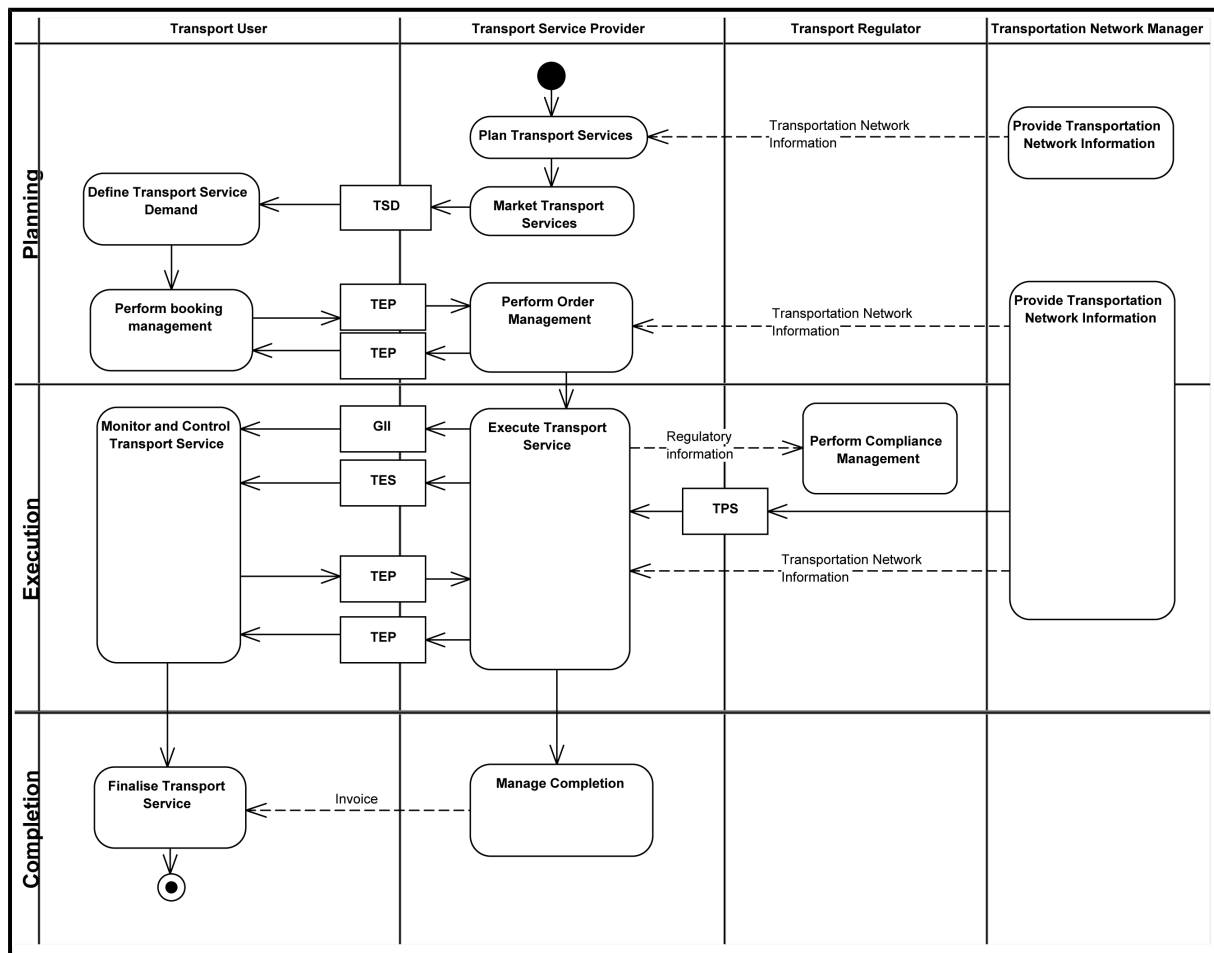 Transport User
Transport Service Provider
Transport Regulator
Transportation Network Manager
Planning
Plan Transport Services
Transportation Network
Information
Provide Transportation
Network Information
Define Transport Service
Demand
TSD
Market Transport
Services
Perform booking
management
TEP
TEP
Perform Order
Management
Transportation Network
Information
Provide Transportation
Network Information
Execution
Monitor and Control
Transport Service
GII
TES
TEP
TEP
Execute Transport
Service
Regulatory
information
Perform Compliance
Management
TPS
Transportation Network
Information
Completion
Finalise Transport
Service
Invoice
Manage Completion